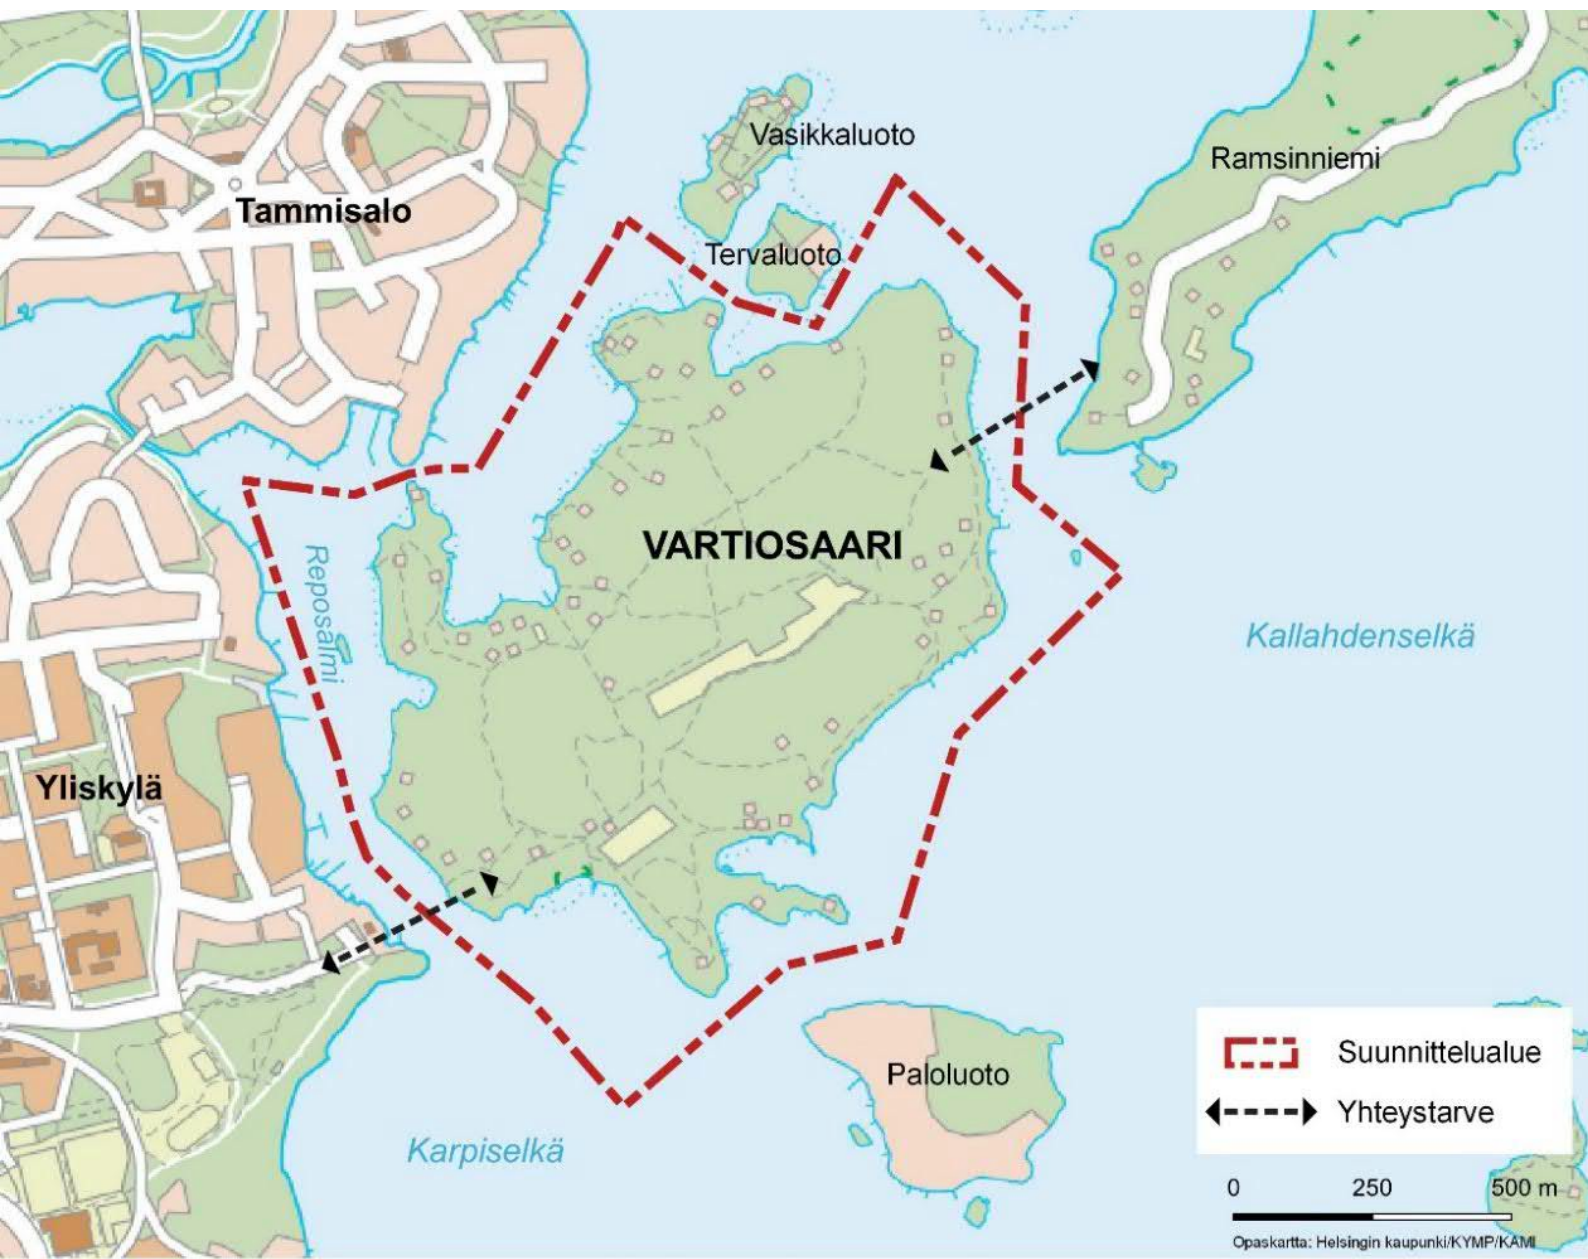 Vasikkaluoto
Ramsinniemi
Tammisalo
Tervaluoto
VARTIOSAARI
Reposalmi
Kallahdenselkä
Yliskylä
Suunnittelualue
Paloluoto
Yhteystarve
Karpiselkä
0 250 500 m
Opaskartta: Helsingin kaupunki/KYMP/KAMI